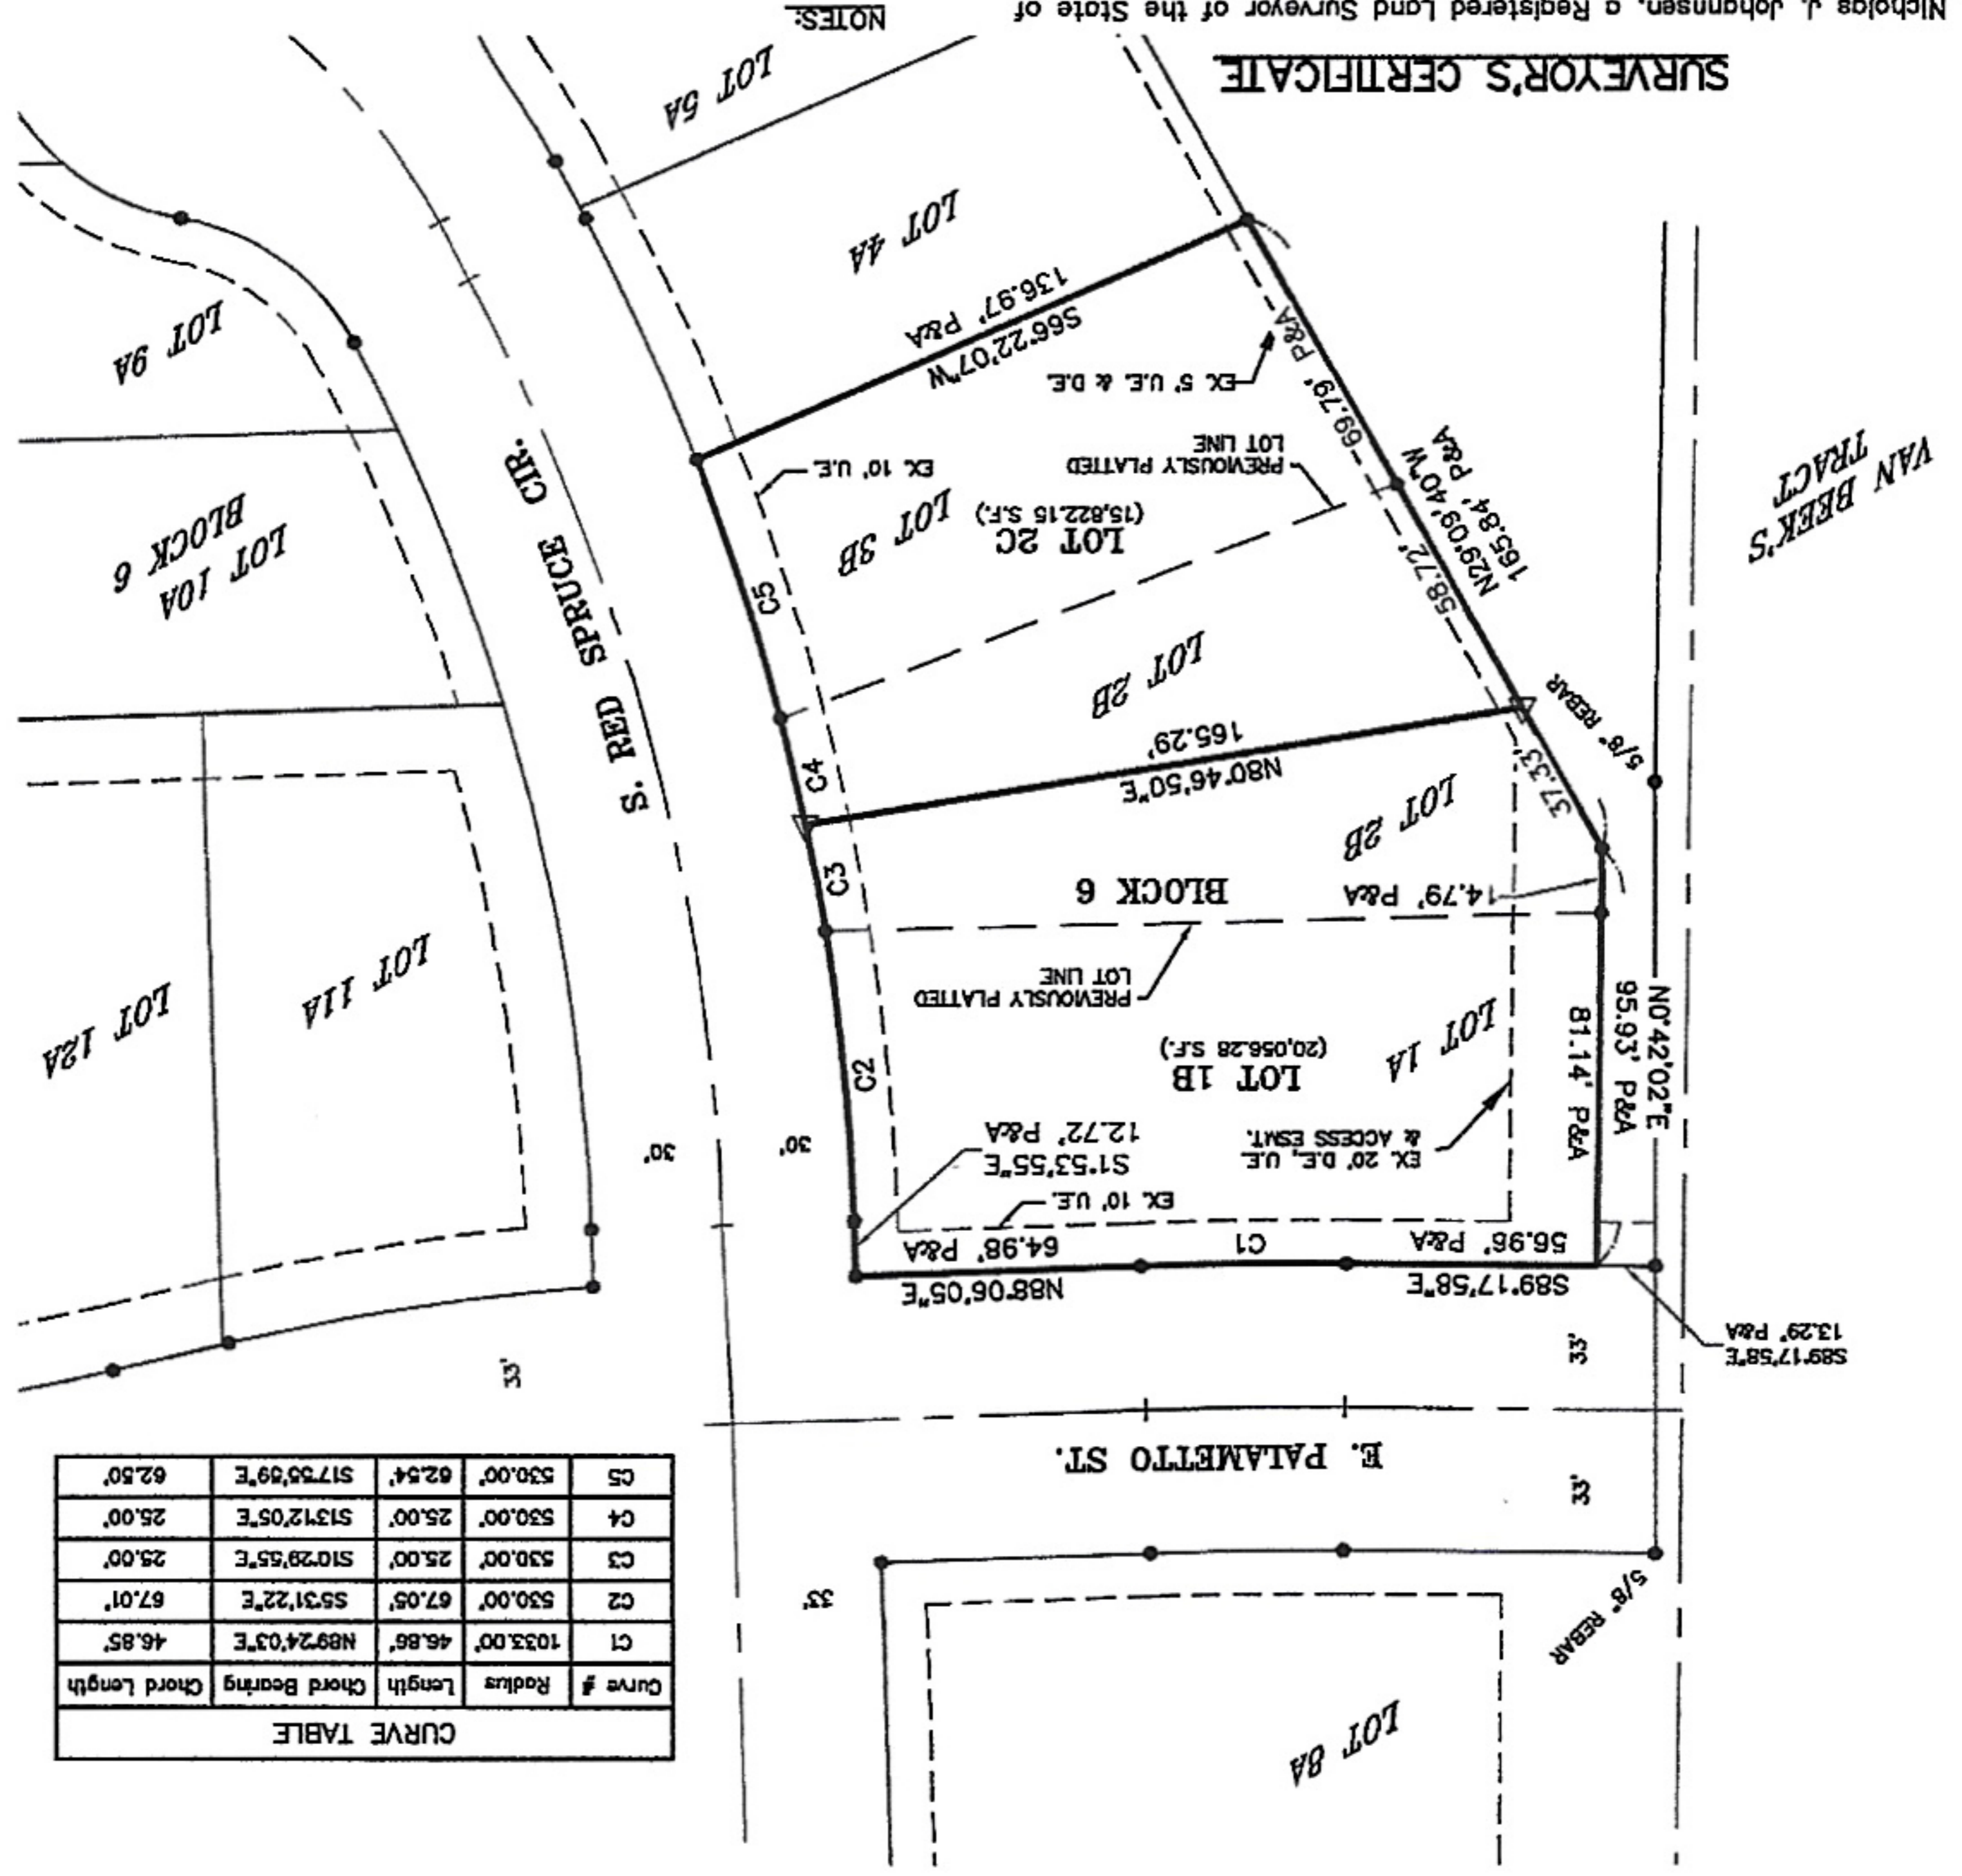 LOT 8A
CURVE TABLE
Curve # Radius Length Chord Bearing Chord Length
C1 1033.00' 46.86' N89°24'03"E 46.85'
C2 530.00' 67.05' S5°31'22"E 67.01'
C3 530.00' 25.00' S10°29'55"E 25.00'
C4 530.00' 25.00' S13°12'05"E 25.00'
C5 530.00' 62.54' S17°55'59"E 62.50'
5/8" REBAR
33'
33'
E. PALAMETTO ST.
33'
33'
S89°17'58"E
13.29' P&A
S89°17'58"E
56.96' P&A
C1
N88°06'05"E
64.98' P&A
EX. 10' U.E.
S1°53'55"E
12.72' P&A
30'
30'
EX. 20' D.E., U.E.
& ACCESS ESMT.
N0°42'02"E
95.93' P&A
81.14' P&A
LOT 1A
LOT 1B
(20,056.28 S.F.)
C2
LOT 11A
LOT 12A
PREVIOUSLY PLATTED
LOT LINE
14.79' P&A
BLOCK 6
C3
LOT 2B
37.33'
5/8" REBAR
N80°46'50"E
165.29'
C4
S. RED SPRUCE CIR.
LOT 2B
58.72'
N29°09'40"W
165.84' P&A
VAN BEEK'S
TRACT
LOT 2C
(15,822.15 S.F.)
LOT 3B
C5
LOT 10A
BLOCK 6
PREVIOUSLY PLATTED
LOT LINE
EX. 10' U.E.
69.79' P&A
EX. 5' U.E. & D.E.
S66°22'07"W
136.97' P&A
LOT 9A
LOT 4A
LOT 5A
SURVEYOR'S CERTIFICATE
Nicholas J. Johannsen, a Registered Land Surveyor of the State of
NOTES: